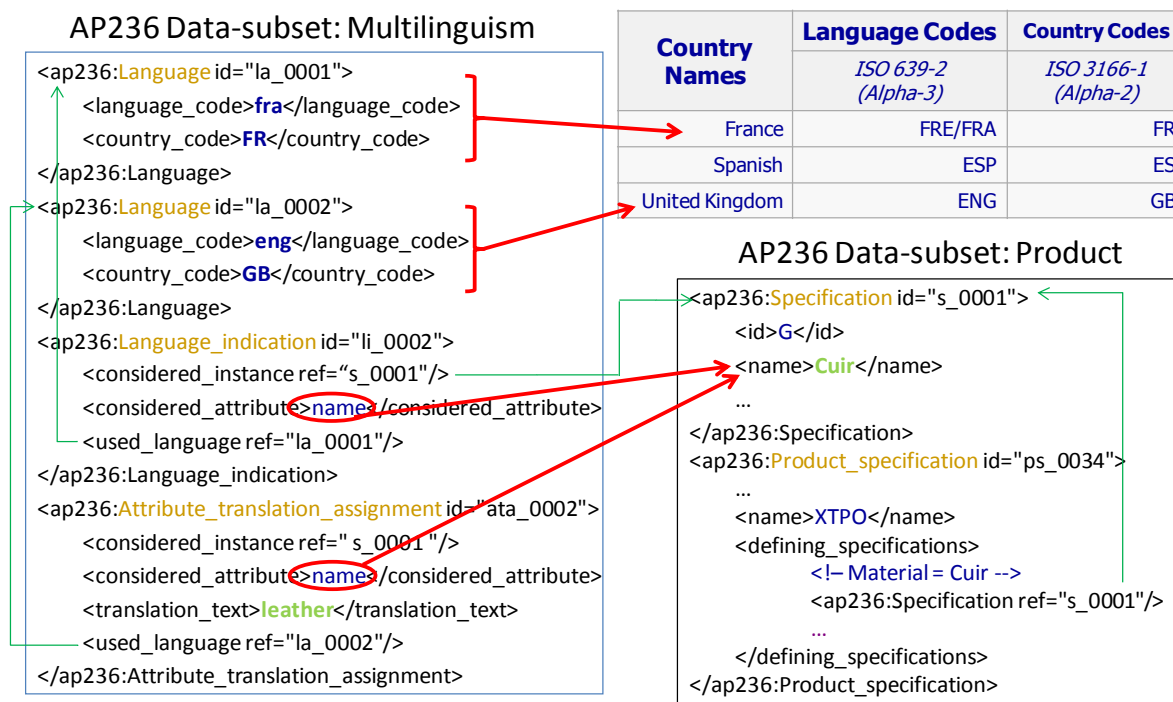 AP236 Data-subset: Multilinguism
<ap236:Language id="la_0001">
<language_code>fra</language_code>
<country_code>FR</country_code>
</ap236:Language>
<ap236:Language id="la_0002">
<language_code>eng</language_code>
<country_code>GB</country_code>
</ap236:Language>
<ap236:Language_indication id="li_0002">
<considered_instance ref=“s_0001"/>
<considered_attribute>name</considered_attribute>
<used_language ref="la_0001"/>
</ap236:Language_indication>
<ap236:Attribute_translation_assignment id="ata_0002">
<considered_instance ref=" s_0001 "/>
<considered_attribute>name</considered_attribute>
<translation_text>leather</translation_text>
<used_language ref="la_0002"/>
</ap236:Attribute_translation_assignment>
Country Names Language Codes Country Codes
ISO 639-2 (Alpha-3) ISO 3166-1 (Alpha-2)
France FRE/FRA FR
Spanish ESP ES
United Kingdom ENG GB
AP236 Data-subset: Product
<ap236:Specification id="s_0001">
<id>G</id>
<name>Cuir</name>
...
</ap236:Specification>
<ap236:Product_specification id="ps_0034">
...
<name>XTPO</name>
<defining_specifications>
<!– Material = Cuir -->
<ap236:Specification ref="s_0001"/>
...
</defining_specifications>
</ap236:Product_specification>